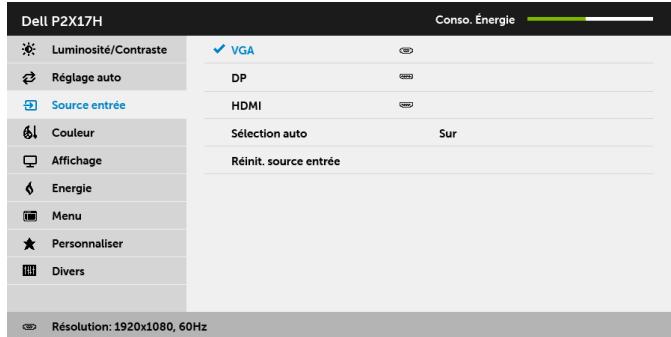 Dell P2X17H Conso. Énergie
Luminosité/Contraste VGA
Réglage auto DP
Source entrée HDMI
Couleur Sélection auto Sur
Affichage Réinit. source entrée
Energie
Menu
Personnaliser
Divers
Résolution: 1920x1080, 60Hz